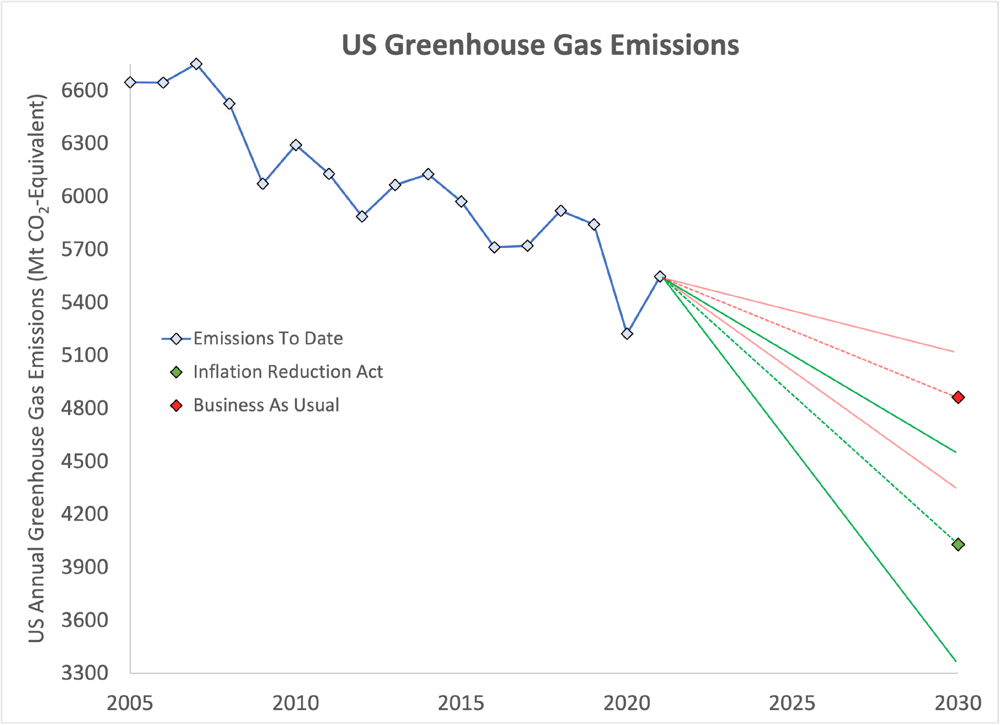 US Greenhouse Gas Emissions
US Annual Greenhouse Gas Emissions (Mt CO₂-Equivalent)
6600
6300
6000
5700
5400
5100
4800
4500
4200
3900
3600
3300
Emissions To Date
Inflation Reduction Act
Business As Usual
2005 2010 2015 2020 2025 2030